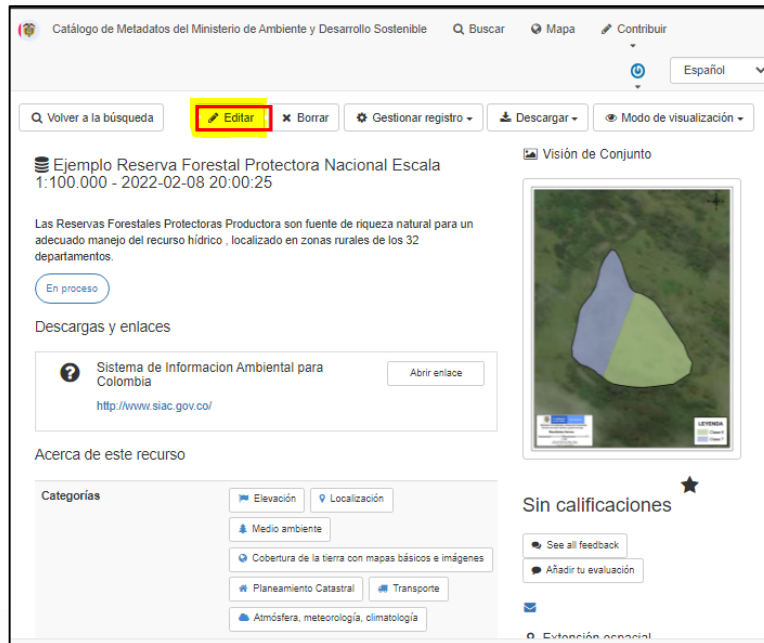 Catálogo de Metadatos del Ministerio de Ambiente y Desarrollo Sostenible
Buscar
Mapa
Contribuir
Español
Volver a la búsqueda
Editar
Borrar
Gestionar registro
Descargar
Modo de visualización
Ejemplo Reserva Forestal Protectora Nacional Escala
1:100.000 - 2022-02-08 20:00:25
Las Reservas Forestales Protectoras Productora son fuente de riqueza natural para un
adecuado manejo del recurso hídrico , localizado en zonas rurales de los 32
departamentos.
En proceso
Descargas y enlaces
Sistema de Informacion Ambiental para
Colombia
Abrir enlace
http://www.siac.gov.co/
Acerca de este recurso
Categorías
Elevación
Localización
Medio ambiente
Cobertura de la tierra con mapas básicos e imágenes
Planeamiento Catastral
Transporte
Atmósfera, meteorología, climatología
Visión de Conjunto
LEYENDA
Sin calificaciones
See all feedback
Añadir tu evaluación
Extensión espacial